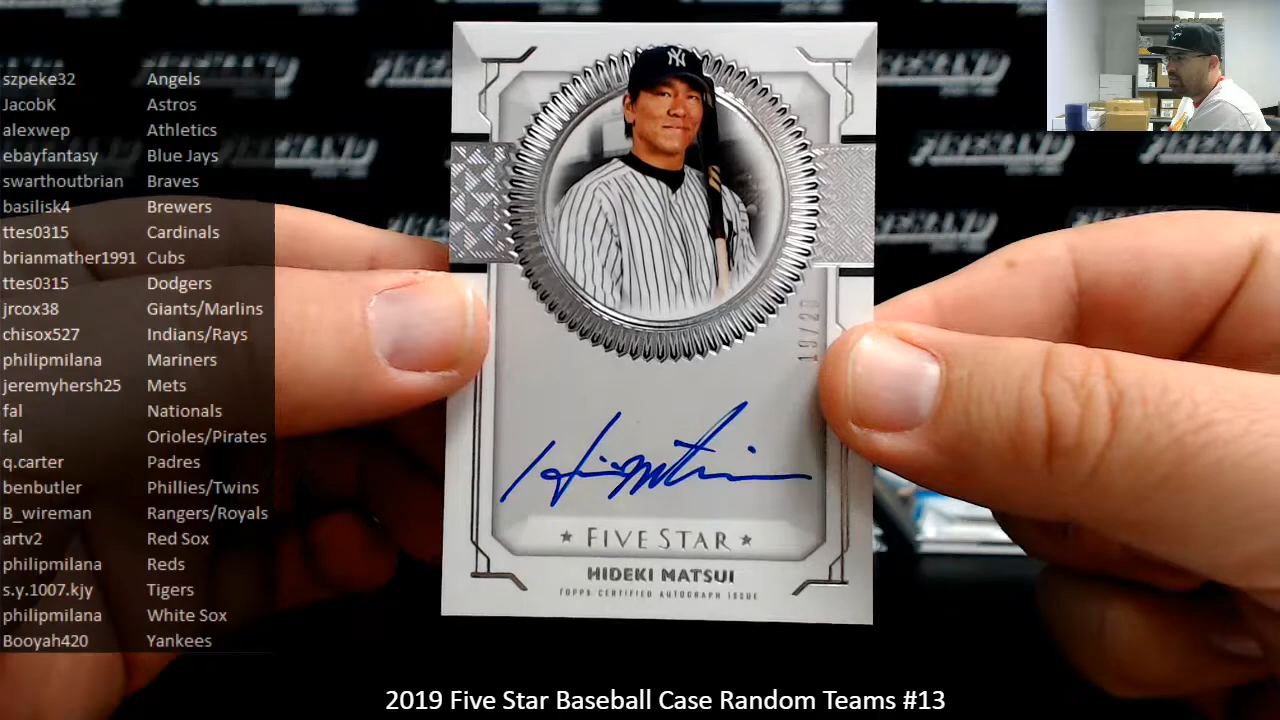 szpeke32 Angels
JacobK Astros
alexwep Athletics
ebayfantasy Blue Jays
swarthoutbrian Braves
basilisk4 Brewers
ttes0315 Cardinals
brianmather1991 Cubs
ttes0315 Dodgers
jrcox38 Giants/Marlins
chisox527 Indians/Rays
philipmilana Mariners
jeremyhersh25 Mets
fal Nationals
fal Orioles/Pirates
q.carter Padres
benbutler Phillies/Twins
B_wireman Rangers/Royals
artv2 Red Sox
philipmilana Reds
s.y.1007.kjy Tigers
philipmilana White Sox
Booyah420 Yankees
NY
★ FIVE STAR ★
HIDEKI MATSUI
TOPPS CERTIFIED AUTOGRAPH ISSUE
2019 Five Star Baseball Case Random Teams #13